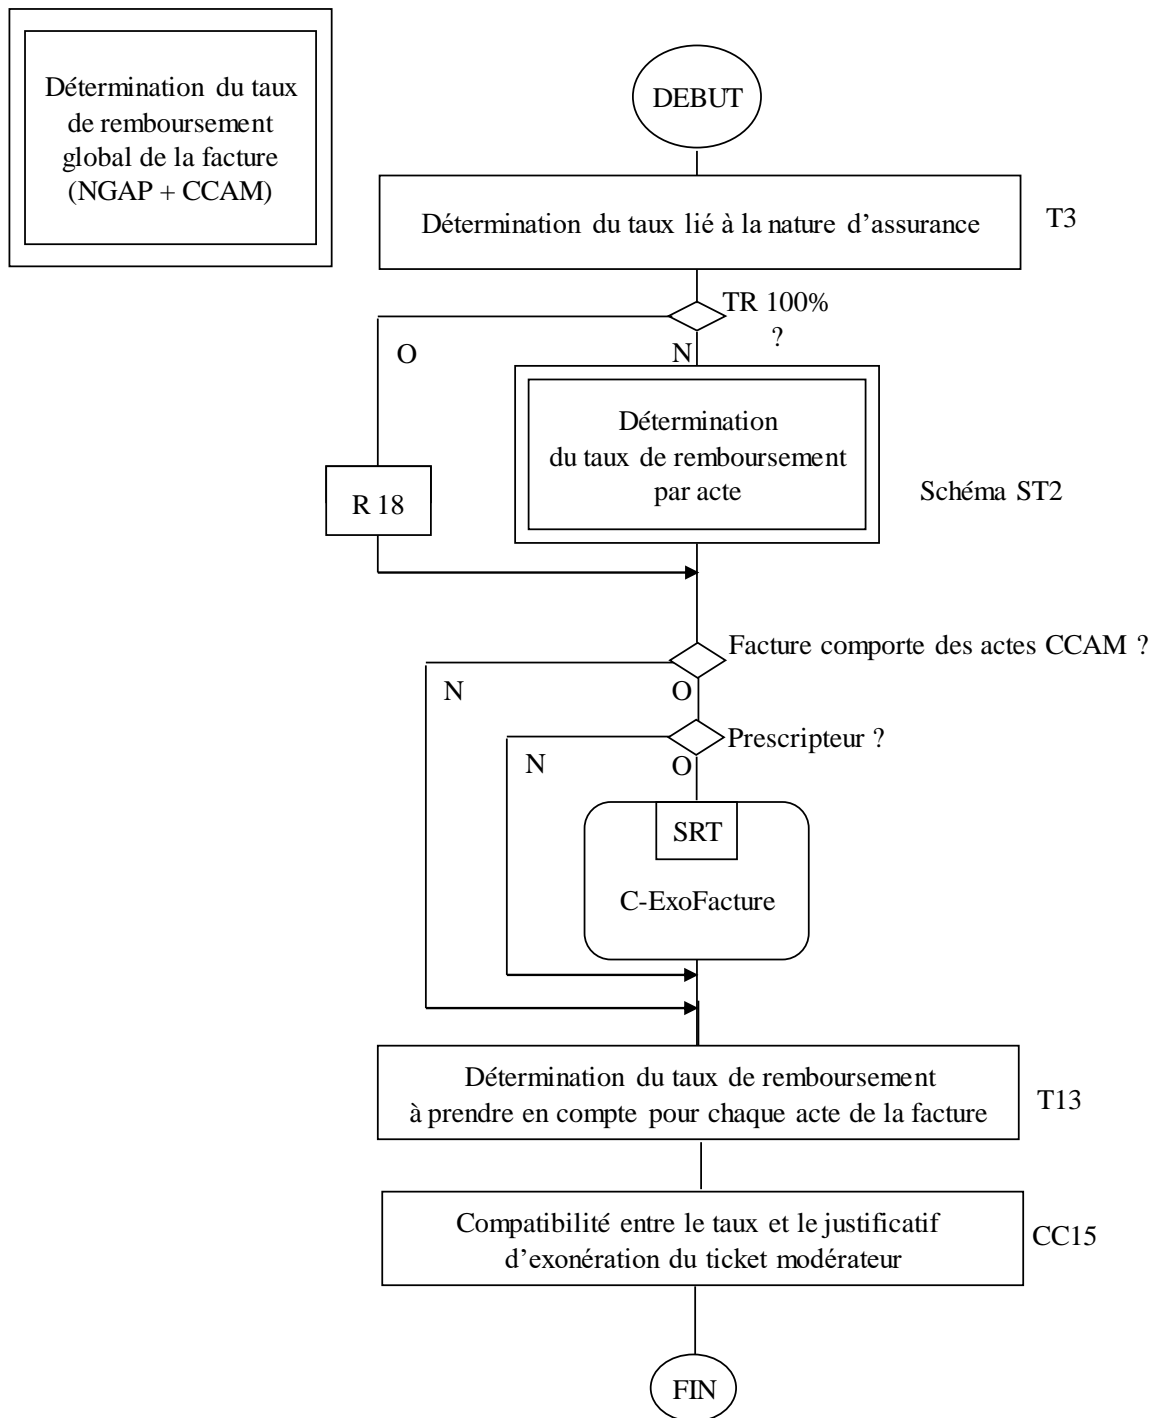 Détermination du taux
de remboursement
global de la facture
(NGAP + CCAM)
DEBUT
Détermination du taux lié à la nature d’assurance
T3
TR 100%
?
O
N
Détermination
du taux de remboursement
par acte
R 18
Schéma ST2
Facture comporte des actes CCAM ?
N
O
Prescripteur ?
N
O
SRT
C-ExoFacture
Détermination du taux de remboursement
à prendre en compte pour chaque acte de la facture
T13
Compatibilité entre le taux et le justificatif
d’exonération du ticket modérateur
CC15
FIN